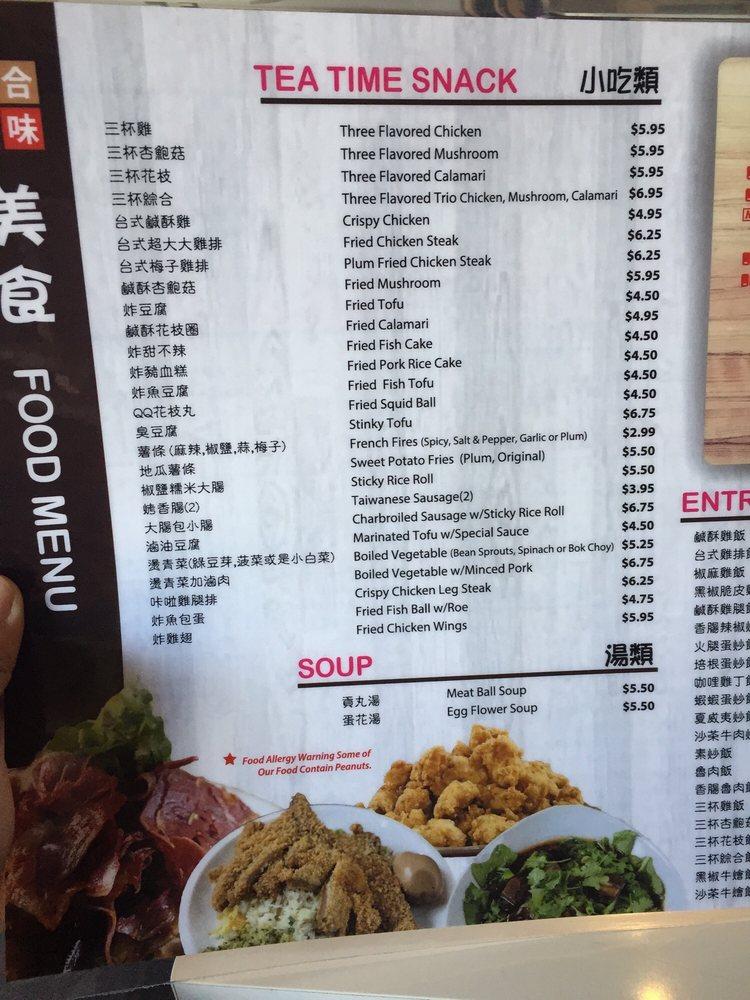 合味
美食 FOOD MENU
TEA TIME SNACK 小吃類
三杯雞 Three Flavored Chicken $5.95
三杯杏鮑菇 Three Flavored Mushroom $5.95
三杯花枝 Three Flavored Calamari $5.95
三杯綜合 Three Flavored Trio Chicken, Mushroom, Calamari $6.95
台式鹹酥雞 Crispy Chicken $4.95
台式超大大雞排 Fried Chicken Steak $6.25
台式梅子雞排 Plum Fried Chicken Steak $6.25
鹹酥杏鮑菇 Fried Mushroom $5.95
炸豆腐 Fried Tofu $4.50
鹹酥花枝圈 Fried Calamari $4.95
炸甜不辣 Fried Fish Cake $4.50
炸豬血糕 Fried Pork Rice Cake $4.50
炸魚豆腐 Fried Fish Tofu $4.50
QQ花枝丸 Fried Squid Ball $4.50
臭豆腐 Stinky Tofu $6.75
薯條 (麻辣,椒鹽,蒜,梅子) French Fires (Spicy, Salt & Pepper, Garlic or Plum) $2.99
地瓜薯條 Sweet Potato Fries (Plum, Original) $5.50
椒鹽糯米大腸 Sticky Rice Roll $5.50
烤香腸(2) Taiwanese Sausage(2) $3.95
大腸包小腸 Charbroiled Sausage w/Sticky Rice Roll $6.75
滷油豆腐 Marinated Tofu w/Special Sauce $4.50
燙青菜(綠豆芽,菠菜或是小白菜) Boiled Vegetable (Bean Sprouts, Spinach or Bok Choy) $5.25
燙青菜加滷肉 Boiled Vegetable w/Minced Pork $6.75
咔啦雞腿排 Crispy Chicken Leg Steak $6.25
炸魚包蛋 Fried Fish Ball w/Roe $4.75
炸雞翅 Fried Chicken Wings $5.95
SOUP 湯類
貢丸湯 Meat Ball Soup $5.50
蛋花湯 Egg Flower Soup $5.50
★ Food Allergy Warning Some of
Our Food Contain Peanuts.
ENTR
鹹酥雞飯
台式雞排飯
椒麻雞飯
黑椒脆皮
鹹酥雞腿
香腸辣椒
火腿蛋炒飯
培根蛋炒飯
咖哩雞丁飯
蝦蝦蛋炒
夏威夷炒飯
沙茶牛肉
素炒飯
魯肉飯
香腸魯肉飯
三杯雞飯
三杯杏鮑菇
三杯花枝飯
三杯綜合飯
黑椒牛燴飯
沙茶牛燴飯